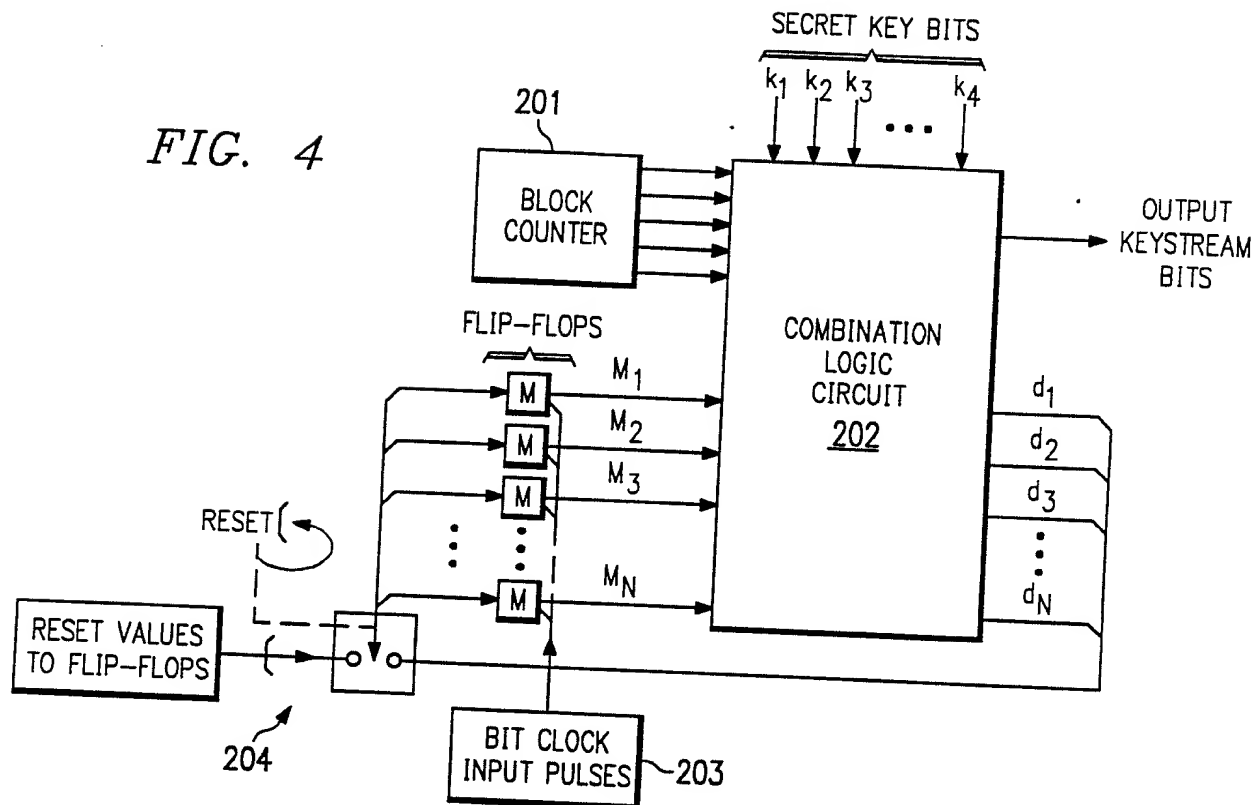 FIG. 4
SECRET KEY BITS
k1 k2 k3 ••• k4
201
BLOCK
COUNTER
OUTPUT
KEYSTREAM
BITS
FLIP-FLOPS
COMBINATION
LOGIC
CIRCUIT
202
M M1
M M2
M M3
M MN
d1
d2
d3
dN
RESET
RESET VALUES
TO FLIP-FLOPS
204
BIT CLOCK
INPUT PULSES
203